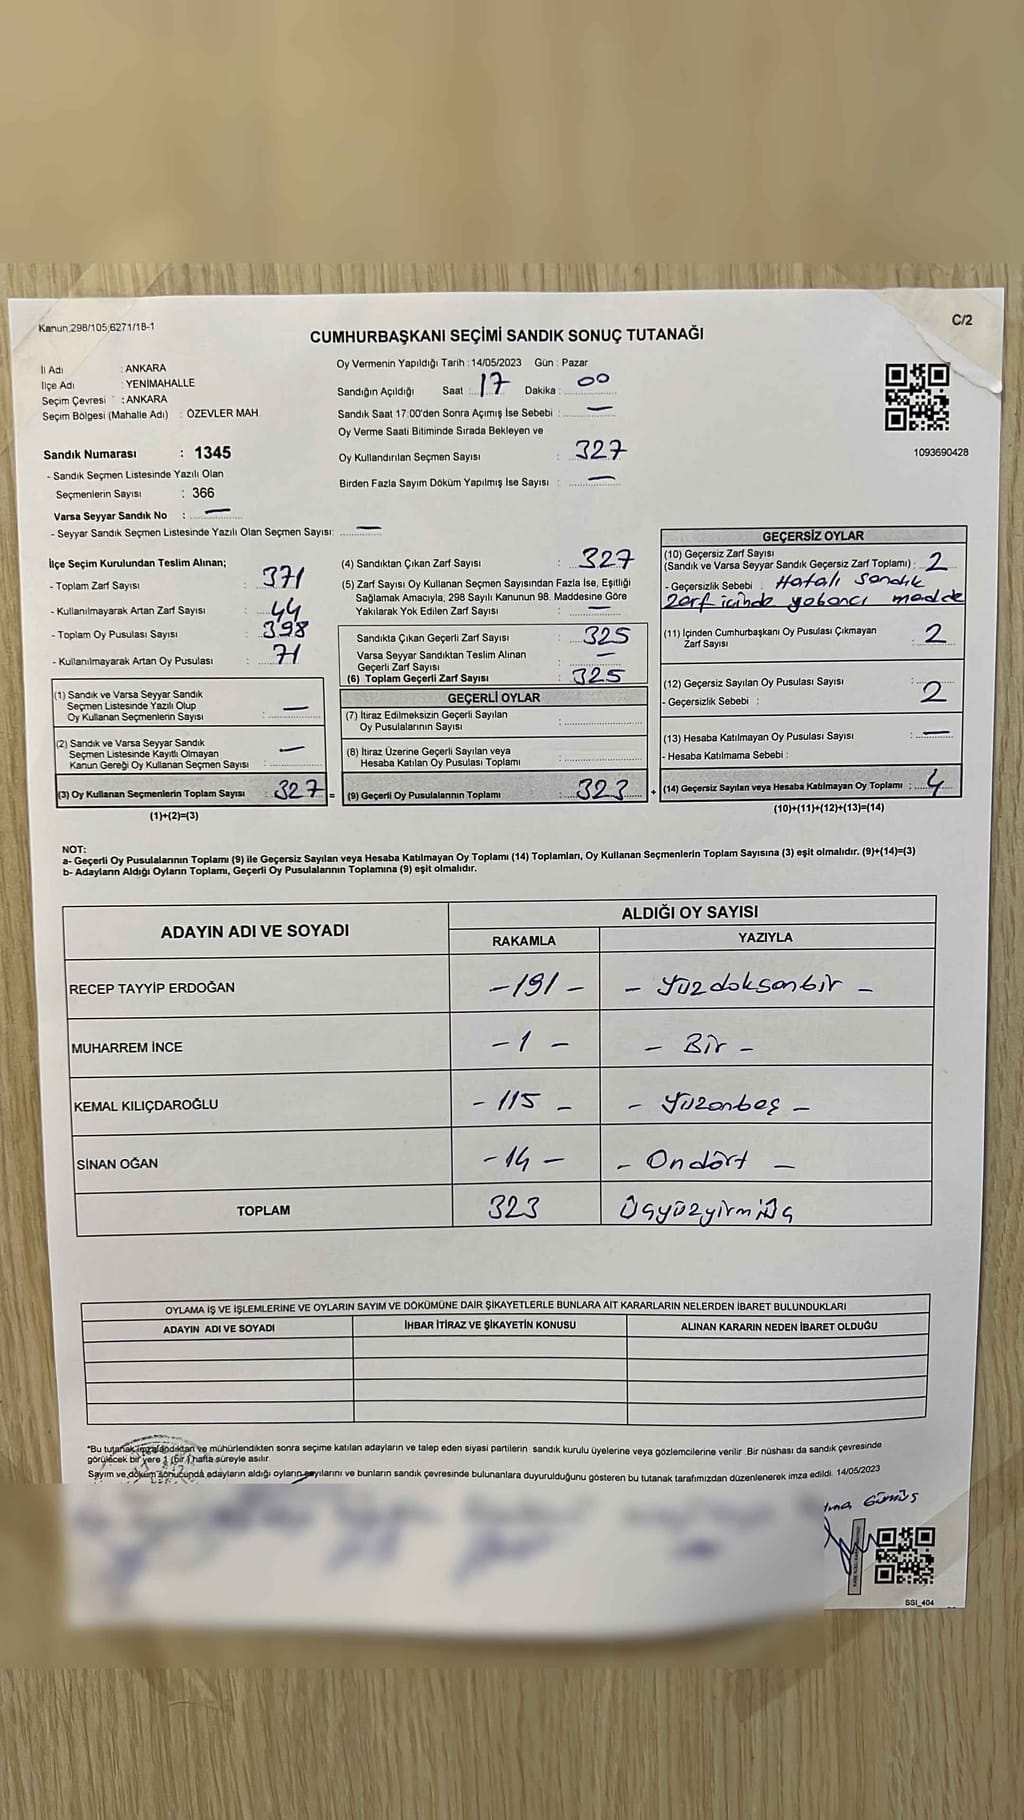 Kanun,298/105,6271/18-1
C/2
CUMHURBAŞKANI SEÇİMİ SANDIK SONUÇ TUTANAĞI
İl Adı : ANKARA
İlçe Adı : YENİMAHALLE
Seçim Çevresi : ANKARA
Seçim Bölgesi (Mahalle Adı) : ÖZEVLER MAH.
Sandık Numarası : 1345
- Sandık Seçmen Listesinde Yazılı Olan
Seçmenlerin Sayısı : 366
Varsa Seyyar Sandık No : —
- Seyyar Sandık Seçmen Listesinde Yazılı Olan Seçmen Sayısı: —
Oy Vermenin Yapıldığı Tarih : 14/05/2023 Gün : Pazar
Sandığın Açıldığı Saat : 17 Dakika : 00
Sandık Saat 17:00'den Sonra Açımış İse Sebebi : —
Oy Verme Saati Bitiminde Sırada Bekleyen ve
Oy Kullandırılan Seçmen Sayısı : 327
Birden Fazla Sayım Döküm Yapılmış İse Sayısı : —
1093690428
İlçe Seçim Kurulundan Teslim Alınan;
- Toplam Zarf Sayısı : 371
- Kullanılmayarak Artan Zarf Sayısı : 44
- Toplam Oy Pusulası Sayısı : 398
- Kullanılmayarak Artan Oy Pusulası : 71
(1) Sandık ve Varsa Seyyar Sandık
Seçmen Listesinde Yazılı Olup
Oy Kullanan Seçmenlerin Sayısı : —
(2) Sandık ve Varsa Seyyar Sandık
Seçmen Listesinde Kayıtlı Olmayan
Kanun Gereği Oy Kullanan Seçmen Sayısı : —
(3) Oy Kullanan Seçmenlerin Toplam Sayısı : 327 =
(1)+(2)=(3)
(4) Sandıktan Çıkan Zarf Sayısı : 327
(5) Zarf Sayısı Oy Kullanan Seçmen Sayısından Fazla İse, Eşitliği
Sağlamak Amacıyla, 298 Sayılı Kanunun 98. Maddesine Göre
Yakılarak Yok Edilen Zarf Sayısı : —
Sandıkta Çıkan Geçerli Zarf Sayısı : 325
Varsa Seyyar Sandıktan Teslim Alınan
Geçerli Zarf Sayısı : —
(6) Toplam Geçerli Zarf Sayısı : 325
GEÇERLİ OYLAR
(7) İtiraz Edilmeksizin Geçerli Sayılan
Oy Pusulalarının Sayısı :
(8) İtiraz Üzerine Geçerli Sayılan veya
Hesaba Katılan Oy Pusulası Toplamı :
(9) Geçerli Oy Pusulalarının Toplamı : 323 +
GEÇERSİZ OYLAR
(10) Geçersiz Zarf Sayısı
(Sandık ve Varsa Seyyar Sandık Geçersiz Zarf Toplamı) : 2
- Geçersizlik Sebebi : Hatalı sandık
zarf içinde yabancı madde
(11) İçinden Cumhurbaşkanı Oy Pusulası Çıkmayan
Zarf Sayısı : 2
(12) Geçersiz Sayılan Oy Pusulası Sayısı : 2
- Geçersizlik Sebebi :
(13) Hesaba Katılmayan Oy Pusulası Sayısı : —
- Hesaba Katılmama Sebebi :
(14) Geçersiz Sayılan veya Hesaba Katılmayan Oy Toplamı : 4
(10)+(11)+(12)+(13)=(14)
NOT:
a- Geçerli Oy Pusulalarının Toplamı (9) ile Geçersiz Sayılan veya Hesaba Katılmayan Oy Toplamı (14) Toplamları, Oy Kullanan Seçmenlerin Toplam Sayısına (3) eşit olmalıdır. (9)+(14)=(3)
b- Adayların Aldığı Oyların Toplamı, Geçerli Oy Pusulalarının Toplamına (9) eşit olmalıdır.
ADAYIN ADI VE SOYADI ALDIĞI OY SAYISI
RAKAMLA YAZIYLA
RECEP TAYYİP ERDOĞAN - 191 - - Yüzdoksanbir -
MUHARREM İNCE - 1 - - Bir -
KEMAL KILIÇDAROĞLU - 115 - - Yüzonbeş -
SİNAN OĞAN - 14 - - Ondört -
TOPLAM 323 Üçyüzyirmiüç
OYLAMA İŞ VE İŞLEMLERİNE VE OYLARIN SAYIM VE DÖKÜMÜNE DAİR ŞİKAYETLERLE BUNLARA AİT KARARLARIN NELERDEN İBARET BULUNDUKLARI
ADAYIN ADI VE SOYADI İHBAR İTİRAZ VE ŞİKAYETİN KONUSU ALINAN KARARIN NEDEN İBARET OLDUĞU
*Bu tutanak imzalandıktan ve mühürlendikten sonra seçime katılan adayların ve talep eden siyasi partilerin sandık kurulu üyelerine veya gözlemcilerine verilir .Bir nüshası da sandık çevresinde
görülecek bir yere 1 (bir ) hafta süreyle asılır.
Sayım ve döküm sonucunda adayların aldığı oyların sayılarını ve bunların sandık çevresinde bulunanlara duyurulduğunu gösteren bu tutanak tarafımızdan düzenlenerek imza edildi. 14/05/2023
Gümüş
SSI_404